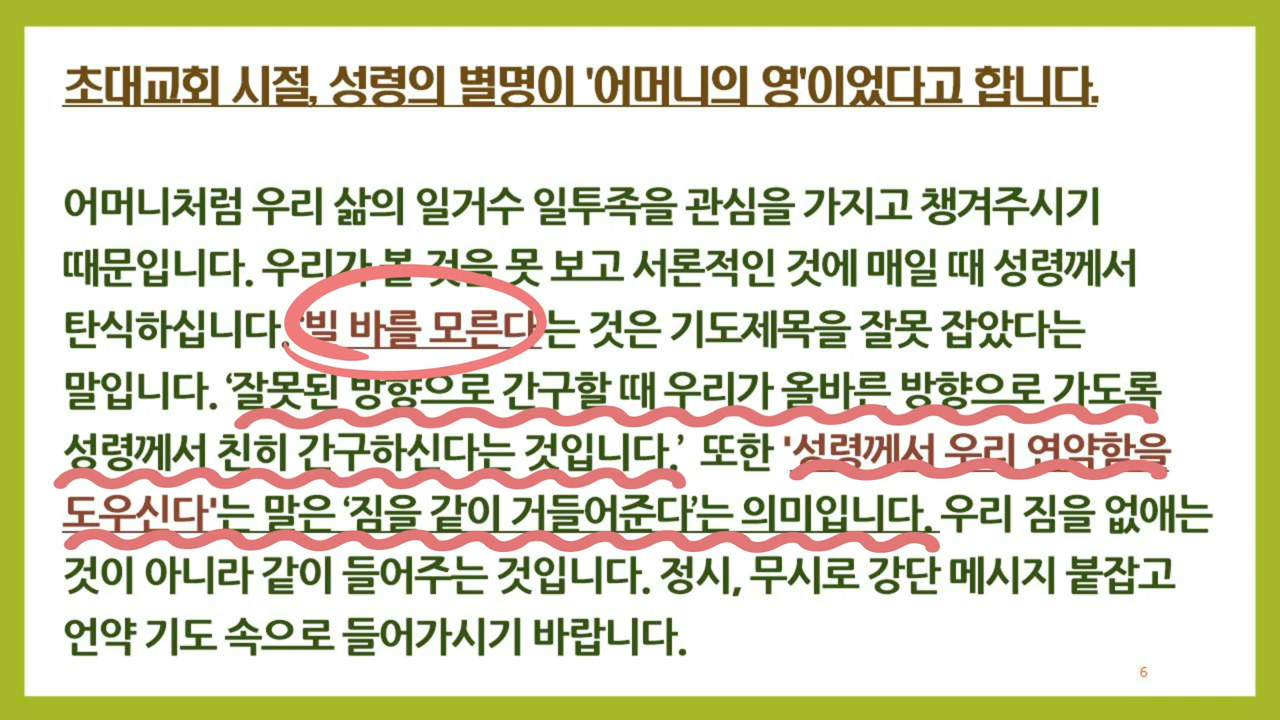 초대교회 시절, 성령의 별명이 '어머니의 영'이었다고 합니다.
어머니처럼 우리 삶의 일거수 일투족을 관심을 가지고 챙겨주시기
때문입니다. 우리가 볼 것을 못 보고 서론적인 것에 매일 때 성령께서
탄식하십니다. '빌 바를 모른다'는 것은 기도제목을 잘못 잡았다는
말입니다. ‘잘못된 방향으로 간구할 때 우리가 올바른 방향으로 가도록
성령께서 친히 간구하신다는 것입니다.’ 또한 '성령께서 우리 연약함을
도우신다'는 말은 ‘짐을 같이 거들어준다’는 의미입니다. 우리 짐을 없애는
것이 아니라 같이 들어주는 것입니다. 정시, 무시로 강단 메시지 붙잡고
언약 기도 속으로 들어가시기 바랍니다.
6